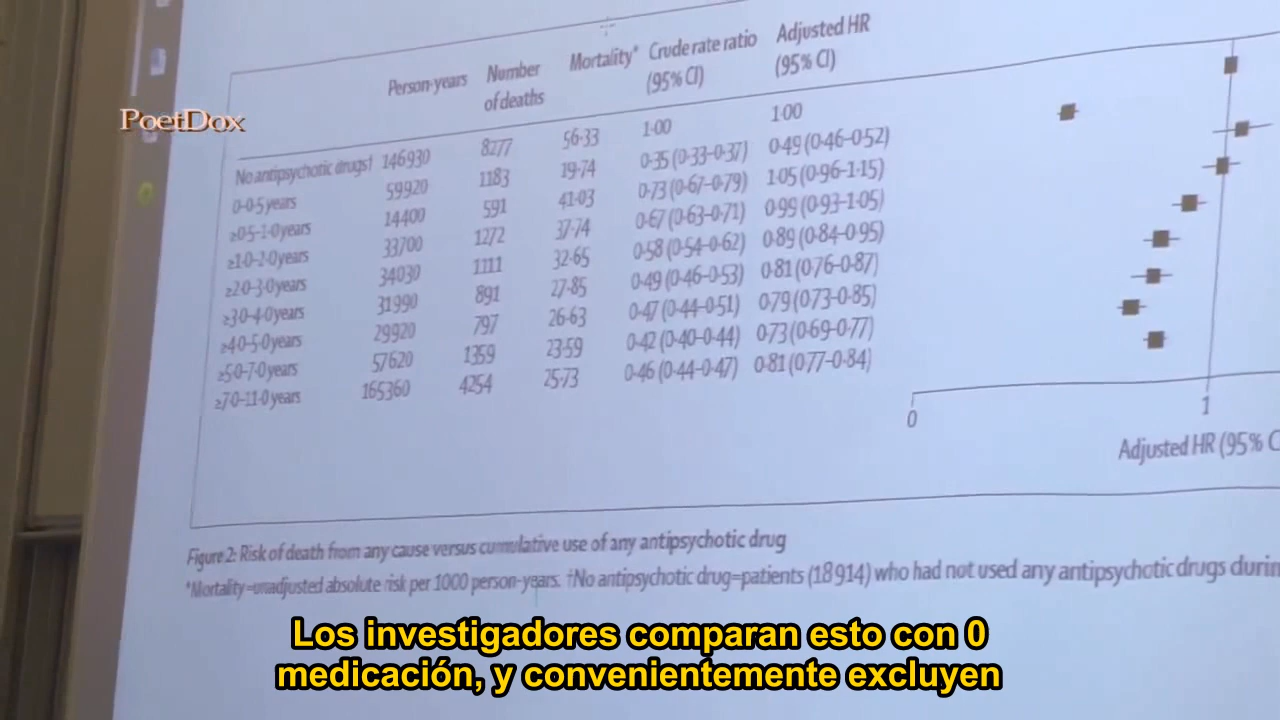 PoetDox
Person-years Number of deaths Mortality* Crude rate ratio (95% CI) Adjusted HR (95% CI)
No antipsychotic drugs† 146930 8277 56·33 1·00 1·00
0–0·5 years 59920 1183 19·74 0·35 (0·33–0·37) 0·49 (0·46–0·52)
≥0·5–1·0 years 14400 591 41·03 0·73 (0·67–0·79) 1·05 (0·96–1·15)
≥1·0–2·0 years 33700 1272 37·74 0·67 (0·63–0·71) 0·99 (0·93–1·05)
≥2·0–3·0 years 34030 1111 32·65 0·58 (0·54–0·62) 0·89 (0·84–0·95)
≥3·0–4·0 years 31990 891 27·85 0·49 (0·46–0·53) 0·81 (0·76–0·87)
≥4·0–5·0 years 29920 797 26·63 0·47 (0·44–0·51) 0·79 (0·73–0·85)
≥5·0–7·0 years 57620 1359 23·59 0·42 (0·40–0·44) 0·73 (0·69–0·77)
≥7·0–11·0 years 165360 4254 25·73 0·46 (0·44–0·47) 0·81 (0·77–0·84)
0 1
Adjusted HR (95% C
Figure 2: Risk of death from any cause versus cumulative use of any antipsychotic drug
*Mortality=unadjusted absolute risk per 1000 person-years. †No antipsychotic drug=patients (18 914) who had not used any antipsychotic drugs durin
Los investigadores comparan esto con 0
medicación, y convenientemente excluyen